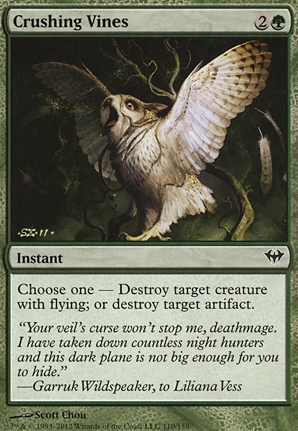 Crushing Vines 2
·SZ·11·
Instant
Choose one — Destroy target creature
with flying; or destroy target artifact.
“Your veil’s curse won’t stop me, deathmage.
I have taken down countless night hunters
and this dark plane is not big enough for you
to hide.”
—Garruk Wildspeaker, to Liliana Vess
Scott Chou
™ & © 1993–2012 Wizards of the Coast LLC 110/158